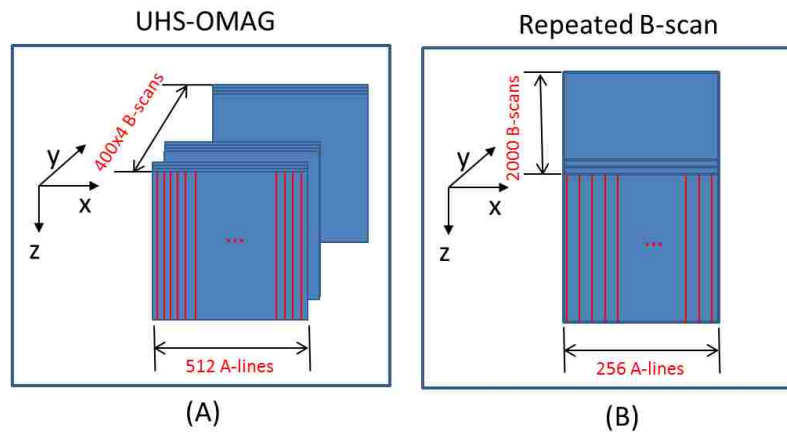 UHS-OMAG
400x4 B-scans
y
x
z
...
512 A-lines
(A)
Repeated B-scan
2000 B-scans
y
x
z
...
256 A-lines
(B)